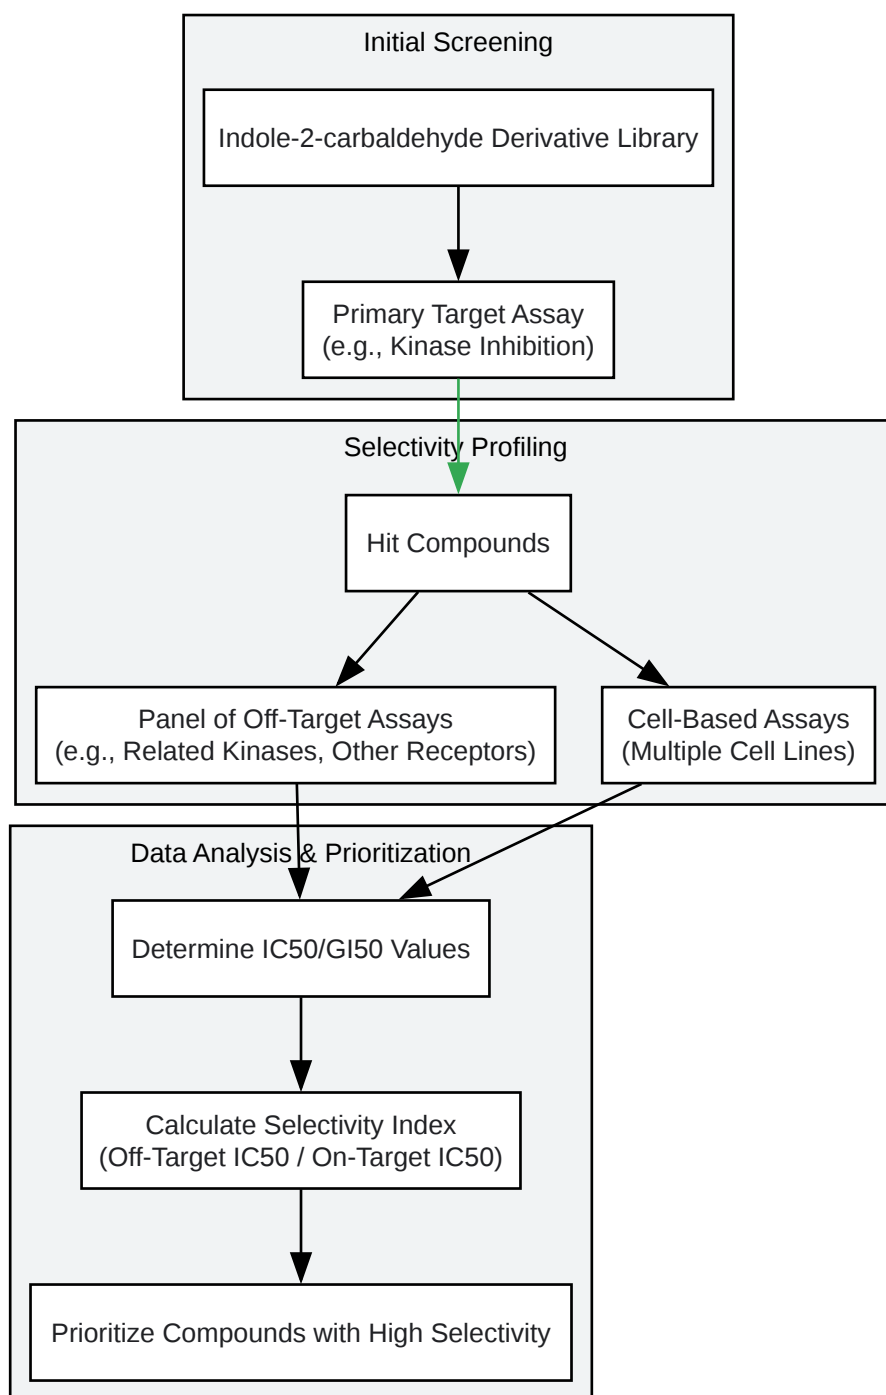 Initial Screening
Indole-2-carbaldehyde Derivative Library
Primary Target Assay
(e.g., Kinase Inhibition)
Selectivity Profiling
Hit Compounds
Panel of Off-Target Assays
(e.g., Related Kinases, Other Receptors)
Cell-Based Assays
(Multiple Cell Lines)
Data Analysis & Prioritization
Determine IC50/GI50 Values
Calculate Selectivity Index
(Off-Target IC50 / On-Target IC50)
Prioritize Compounds with High Selectivity